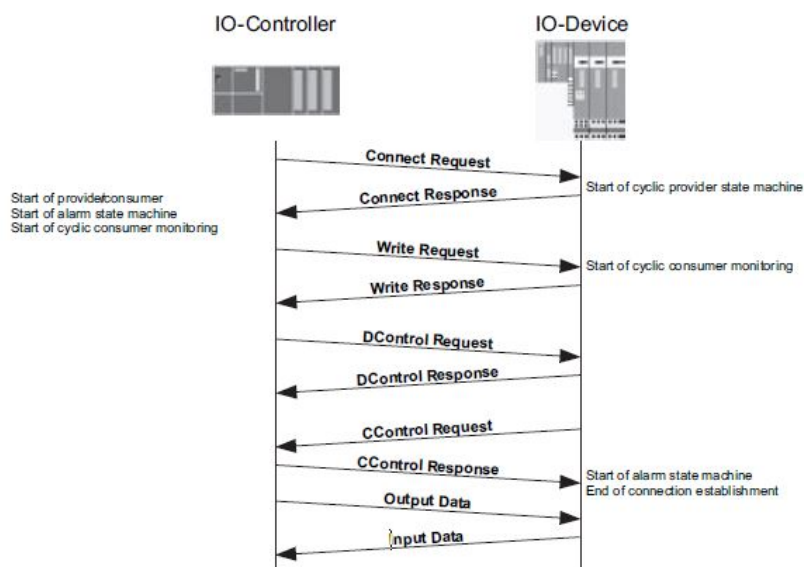 IO-Controller
IO-Device
Connect Request
Start of cyclic provider state machine
Connect Response
Start of provide/consumer
Start of alarm state machine
Start of cyclic consumer monitoring
Write Request
Start of cyclic consumer monitoring
Write Response
DControl Request
DControl Response
CControl Request
CControl Response
Start of alarm state machine
End of connection establishment
Output Data
Input Data